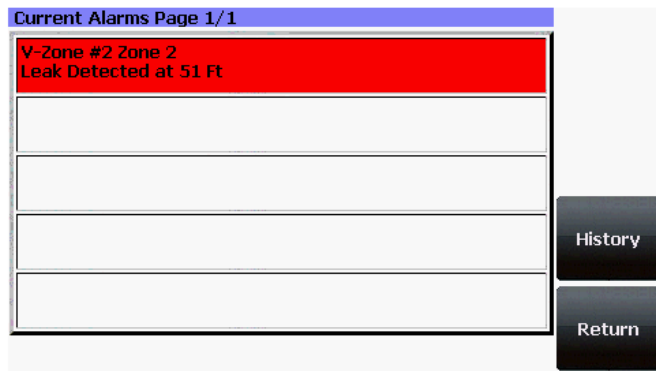 Current Alarms Page 1/1
V-Zone #2 Zone 2
Leak Detected at 51 Ft
History
Return